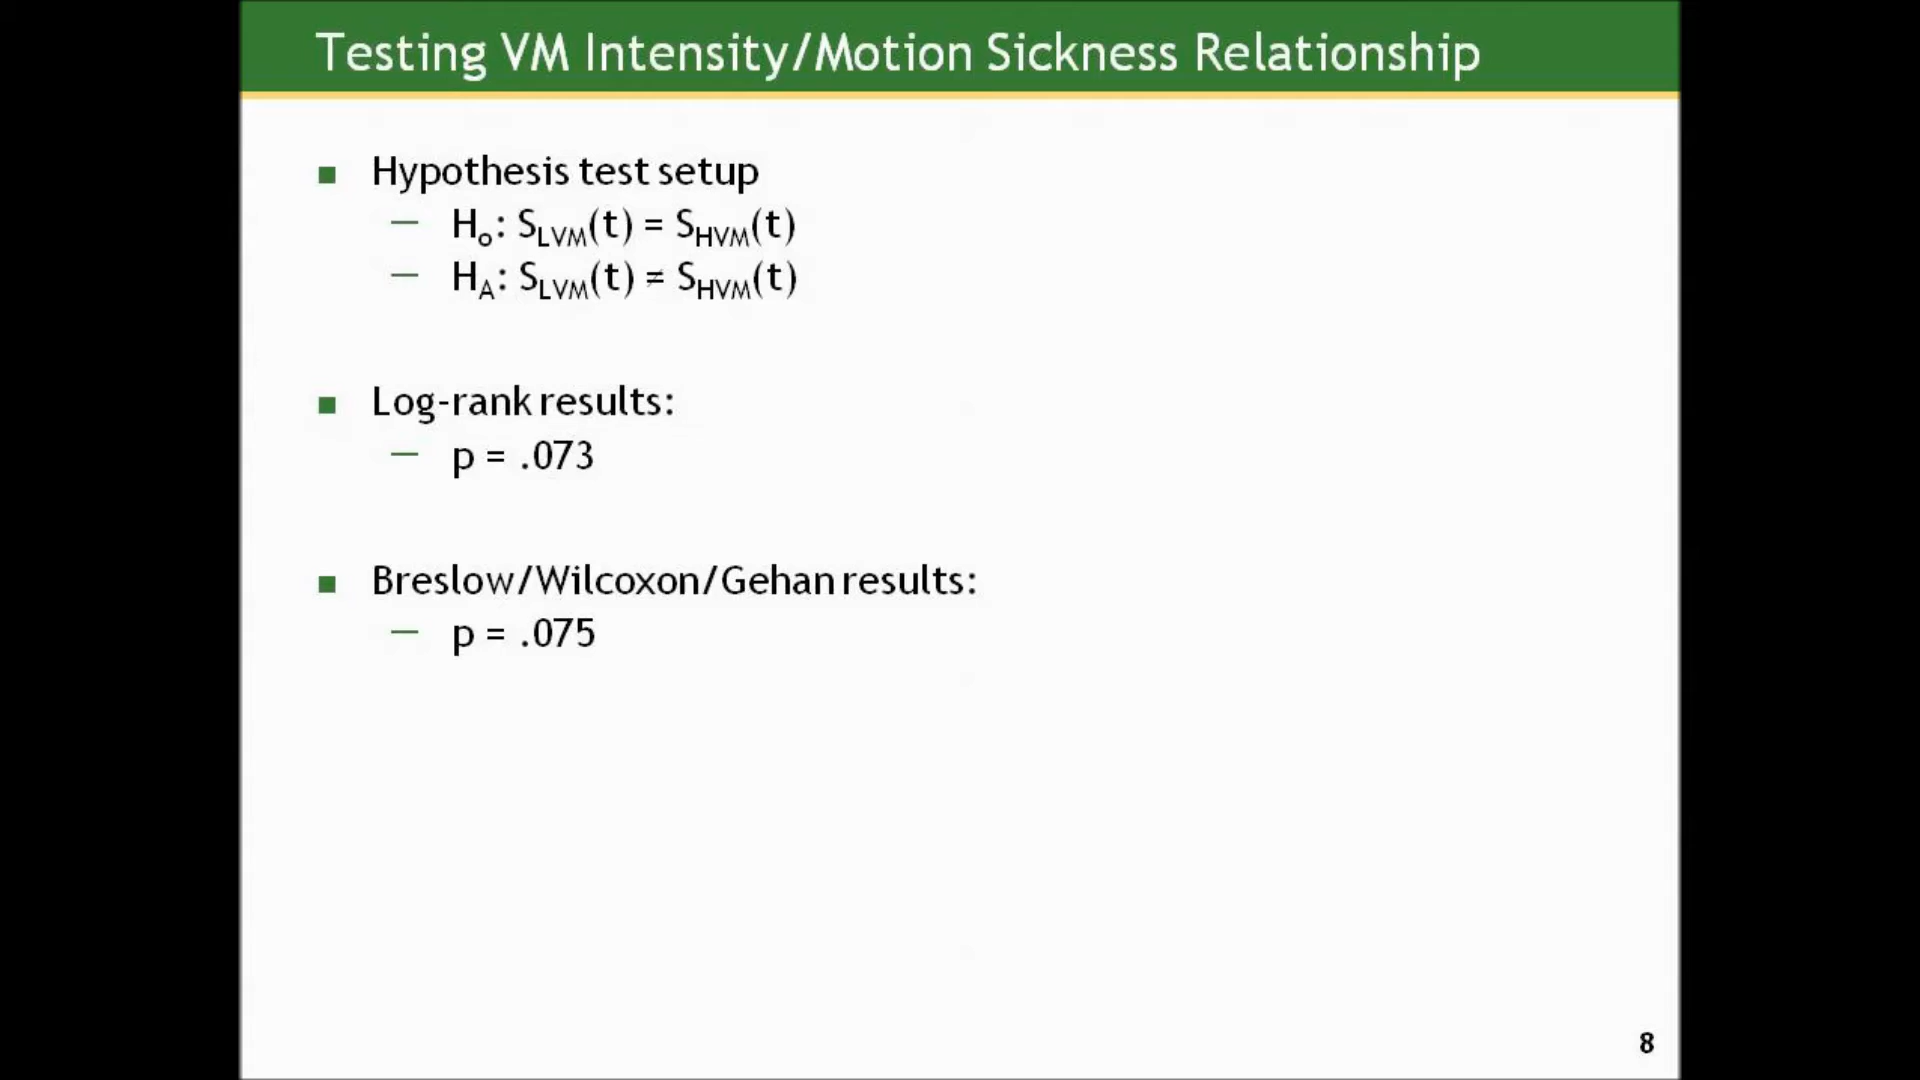 Testing VM Intensity/Motion Sickness Relationship
■ Hypothesis test setup
— Hₒ: S_LVM(t) = S_HVM(t)
— H_A: S_LVM(t) ≠ S_HVM(t)
■ Log-rank results:
— p = .073
■ Breslow/Wilcoxon/Gehan results:
— p = .075
8